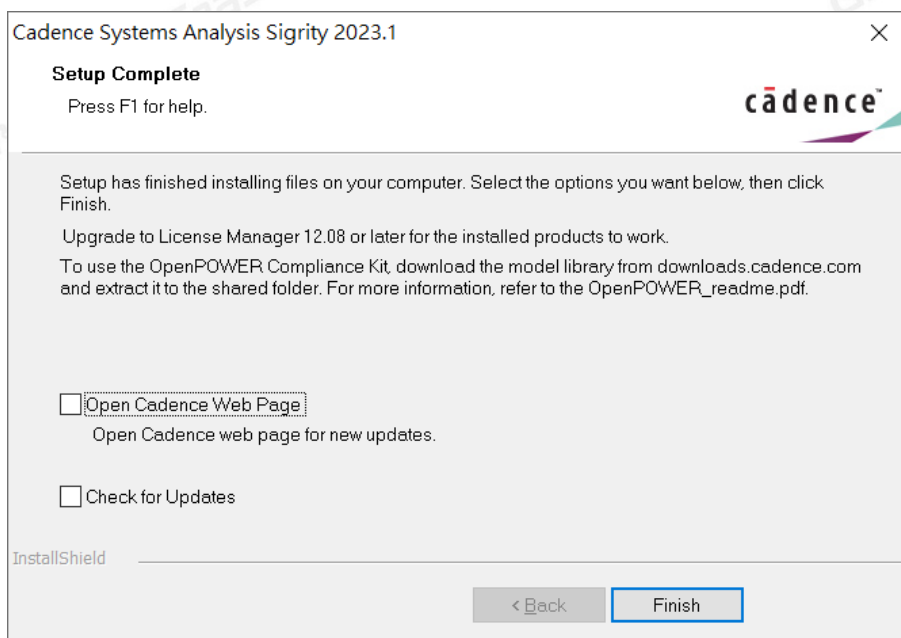 Cadence Systems Analysis Sigrity 2023.1
Setup Complete
Press F1 for help.
cādence™
Setup has finished installing files on your computer. Select the options you want below, then click
Finish.
Upgrade to License Manager 12.08 or later for the installed products to work.
To use the OpenPOWER Compliance Kit, download the model library from downloads.cadence.com
and extract it to the shared folder. For more information, refer to the OpenPOWER_readme.pdf.
Open Cadence Web Page
Open Cadence web page for new updates.
Check for Updates
InstallShield
< Back
Finish